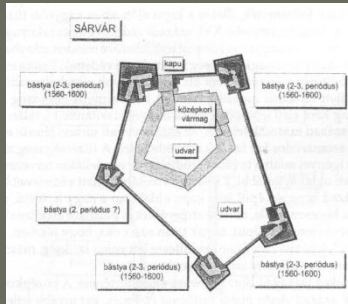 SÁRVÁR
kapu
bástya (2-3. periódus)
(1560-1600)
bástya (2-3. periódus)
(1560-1600)
középkori
vármag
udvar
bástya (2. periódus ?)
udvar
bástya (2-3. periódus)
(1560-1600)
bástya (2-3. periódus)
(1560-1600)